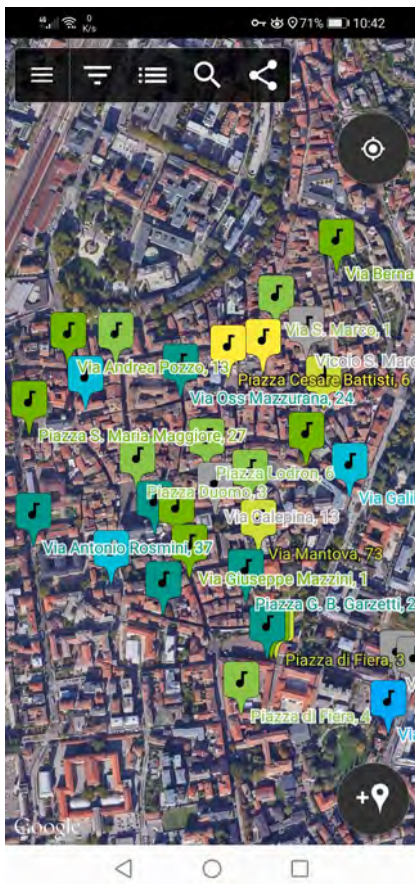 46
0
K/s
71%
10:42
Via Berna
Via S. Marco, 1
Vicolo S. Marc
Via Andrea Pozzo, 13
Piazza Cesare Battisti, 6
Via Oss Mazzurana, 24
Piazza S. Maria Maggiore, 27
Piazza Lodron, 6
Piazza Duomo, 3
Via Gali
Via Calepina, 13
Via Antonio Rosmini, 37
Via Mantova, 73
Via Giuseppe Mazzini, 1
Piazza G. B. Garzetti, 2
Piazza di Fiera, 3
Piazza di Fiera, 4
Google